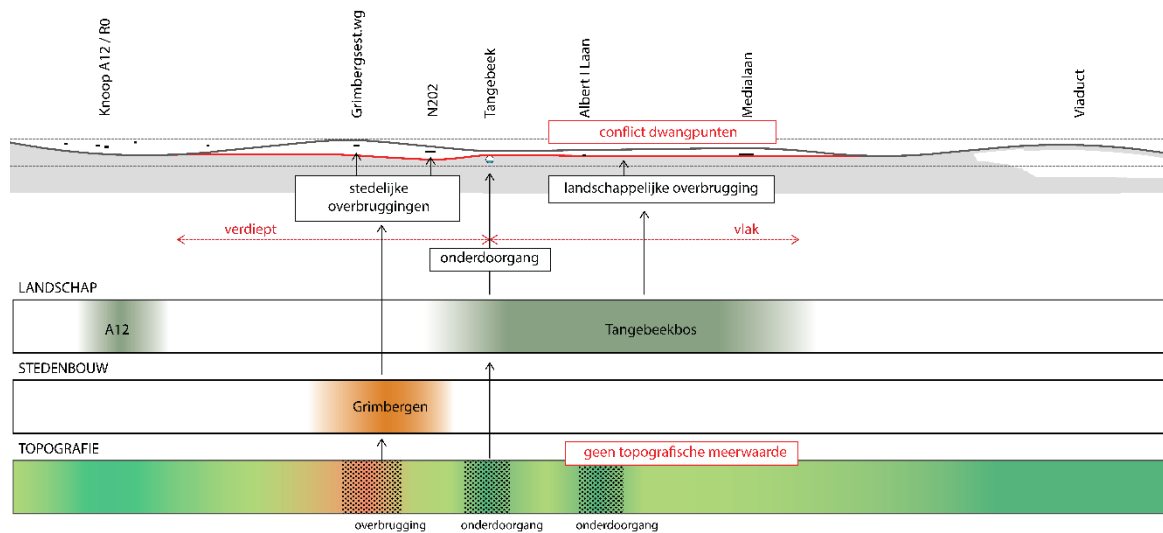 Knoop A12 / R0
Grimbergsest.wg
N202
Tangebeek
Albert I Laan
Medialaan
Viaduct
conflict dwangpunten
stedelijke
overbruggingen
landschappelijke overbrugging
verdiept
vlak
onderdoorgang
LANDSCHAP
A12
Tangebeekbos
STEDENBOUW
Grimbergen
TOPOGRAFIE
geen topografische meerwaarde
overbrugging
onderdoorgang
onderdoorgang